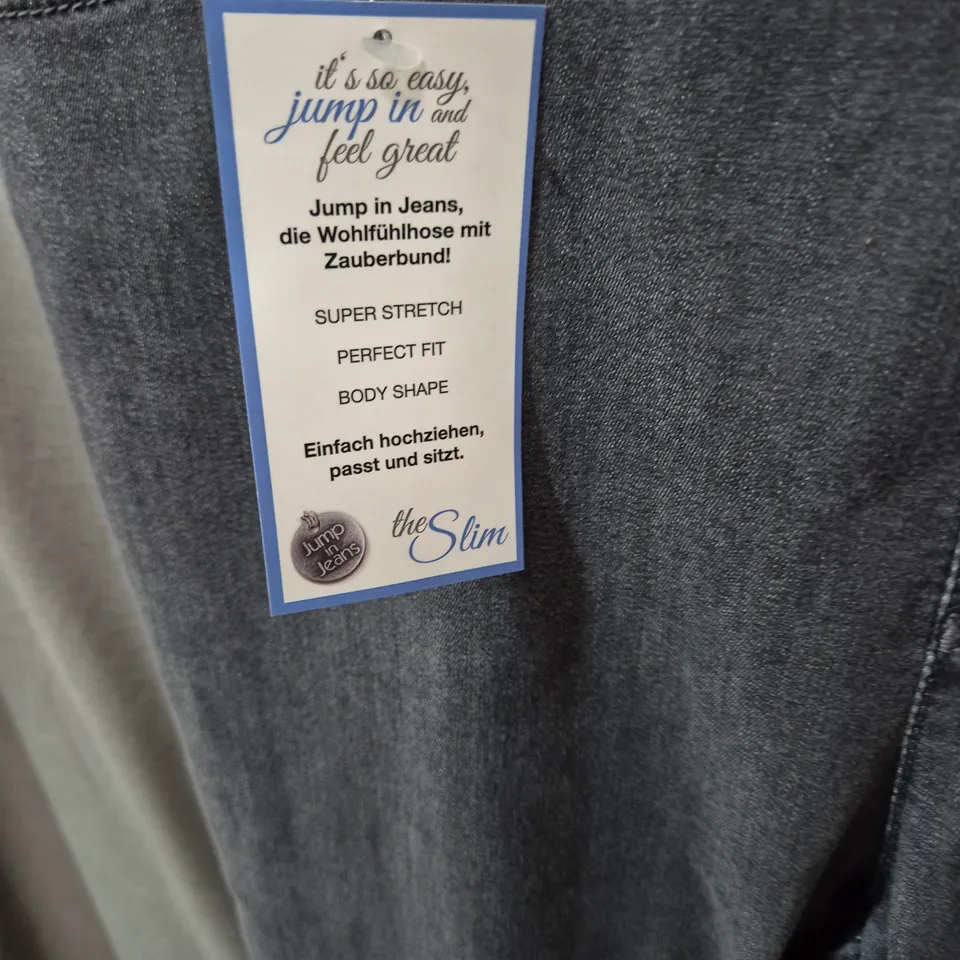 it's so easy,
jump in and
feel great
Jump in Jeans,
die Wohlfühlhose mit
Zauberbund!
SUPER STRETCH
PERFECT FIT
BODY SHAPE
Einfach hochziehen,
passt und sitzt.
Jump
in
Jeans
the Slim